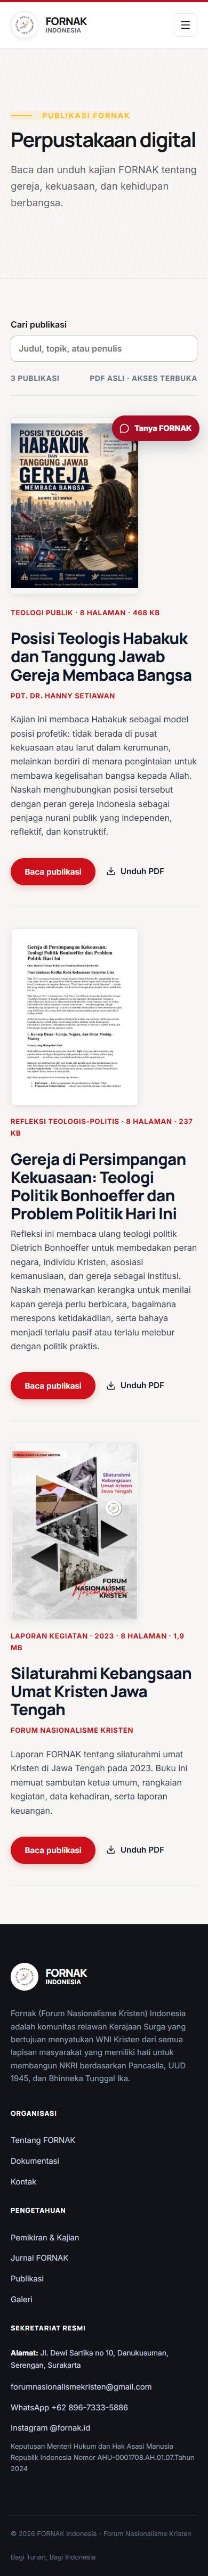 FORNAK
INDONESIA
PUBLIKASI FORNAK
Perpustakaan digital
Baca dan unduh kajian FORNAK tentang
gereja, kekuasaan, dan kehidupan
berbangsa.
Cari publikasi
Judul, topik, atau penulis
3 PUBLIKASI
PDF ASLI · AKSES TERBUKA
Tanya FORNAK
POSISI TEOLOGIS
HABAKUK
DAN
TANGGUNG JAWAB
GEREJA
MEMBACA BANGSA
TEOLOGI PUBLIK · 8 HALAMAN · 468 KB
Posisi Teologis Habakuk
dan Tanggung Jawab
Gereja Membaca Bangsa
PDT. DR. HANNY SETIAWAN
Kajian ini membaca Habakuk sebagai model
posisi profetik: tidak berada di pusat
kekuasaan atau larut dalam kerumunan,
melainkan berdiri di menara pengintaian untuk
membawa kegelisahan bangsa kepada Allah.
Naskah menghubungkan posisi tersebut
dengan peran gereja Indonesia sebagai
penjaga nurani publik yang independen,
reflektif, dan konstruktif.
Baca publikasi
Unduh PDF
Gereja di Persimpangan Kekuasaan:
Teologi Politik Bonhoeffer dan Problem
Politik Hari Ini
REFLEKSI TEOLOGIS-POLITIS · 8 HALAMAN · 237
KB
Gereja di Persimpangan
Kekuasaan: Teologi
Politik Bonhoeffer dan
Problem Politik Hari Ini
Refleksi ini membaca ulang teologi politik
Dietrich Bonhoeffer untuk membedakan peran
negara, individu Kristen, asosiasi
kemanusiaan, dan gereja sebagai institusi.
Naskah menawarkan kerangka untuk menilai
kapan gereja perlu berbicara, bagaimana
merespons ketidakadilan, serta bahaya
menjadi terlalu pasif atau terlalu melebur
dengan politik praktis.
Baca publikasi
Unduh PDF
Silaturahmi
Kebangsaan
Umat Kristen
Jawa Tengah
FORUM
NASIONALISME
KRISTEN
LAPORAN KEGIATAN · 2023 · 8 HALAMAN · 1,9
MB
Silaturahmi Kebangsaan
Umat Kristen Jawa
Tengah
FORUM NASIONALISME KRISTEN
Laporan FORNAK tentang silaturahmi umat
Kristen di Jawa Tengah pada 2023. Buku ini
memuat sambutan ketua umum, rangkaian
kegiatan, data kehadiran, serta laporan
keuangan.
Baca publikasi
Unduh PDF
FORNAK
INDONESIA
Fornak (Forum Nasionalisme Kristen) Indonesia
adalah komunitas relawan Kerajaan Surga yang
bertujuan menyatukan WNI Kristen dari semua
lapisan masyarakat yang memiliki hati untuk
membangun NKRI berdasarkan Pancasila, UUD
1945, dan Bhinneka Tunggal Ika.
ORGANISASI
Tentang FORNAK
Dokumentasi
Kontak
PENGETAHUAN
Pemikiran & Kajian
Jurnal FORNAK
Publikasi
Galeri
SEKRETARIAT RESMI
Alamat: Jl. Dewi Sartika no 10, Danukusuman,
Serengan, Surakarta
forumnasionalismekristen@gmail.com
WhatsApp +62 896-7333-5886
Instagram @fornak.id
Keputusan Menteri Hukum dan Hak Asasi Manusia
Republik Indonesia Nomor AHU-0001708.AH.01.07.Tahun
2024
© 2026 FORNAK Indonesia - Forum Nasionalisme Kristen
Bagi Tuhan, Bagi Indonesia